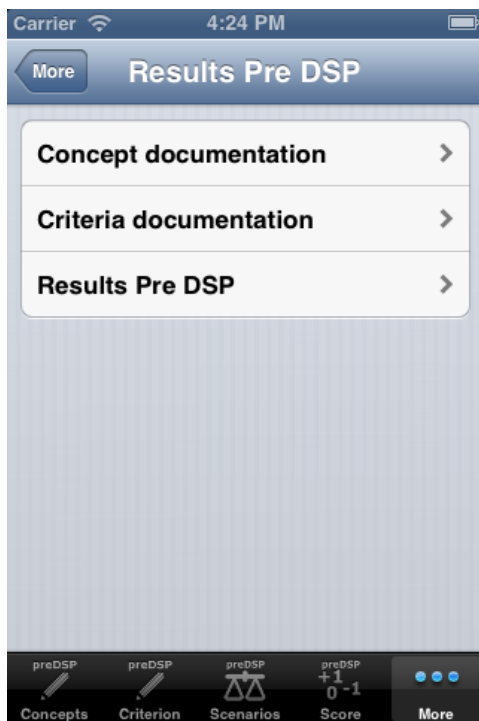 Carrier 4:24 PM
More Results Pre DSP
Concept documentation
Criteria documentation
Results Pre DSP
preDSP preDSP preDSP preDSP
+1
0 -1
Concepts Criterion Scenarios Score More